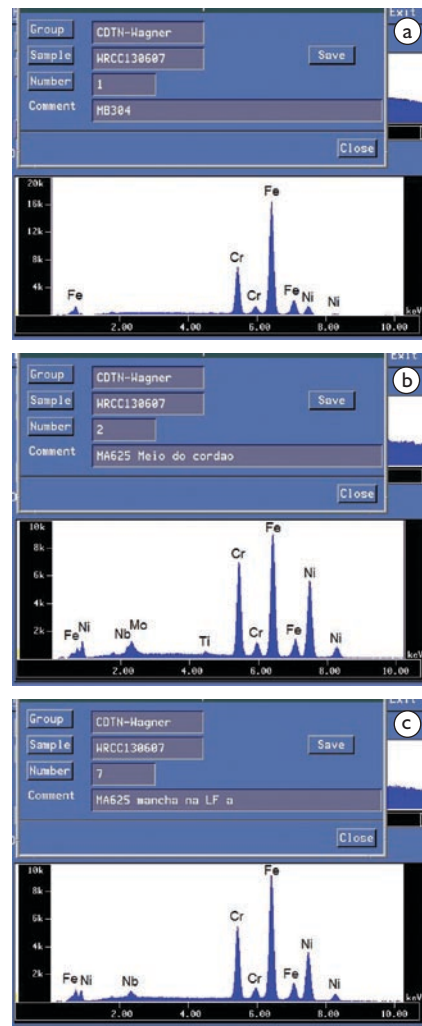 Exit
a
Group CDTN-Wagner
Sample WRCC130607 Save
Number 1
Comment MB304
Close
20k
16k
12k
8k
4k
Fe
Cr
Fe
Cr
Fe
Ni
Ni
keV
2.00 4.00 6.00 8.00 10.00
Exit
b
Group CDTN-Wagner
Sample WRCC130607 Save
Number 2
Comment MA625 Meio do cordao
Close
10k
8k
6k
4k
2k
Fe
Cr
Ni
Fe
Ni
Nb
Mo
Ti
Cr
Fe
Ni
keV
2.00 4.00 6.00 8.00 10.00
c
Group CDTN-Wagner
Sample WRCC130607 Save
Number 7
Comment MA625 mancha na LF a
Close
10k
8k
6k
4k
2k
Fe
Cr
Ni
Fe Ni
Nb
Cr
Fe
Ni
keV
2.00 4.00 6.00 8.00 10.00